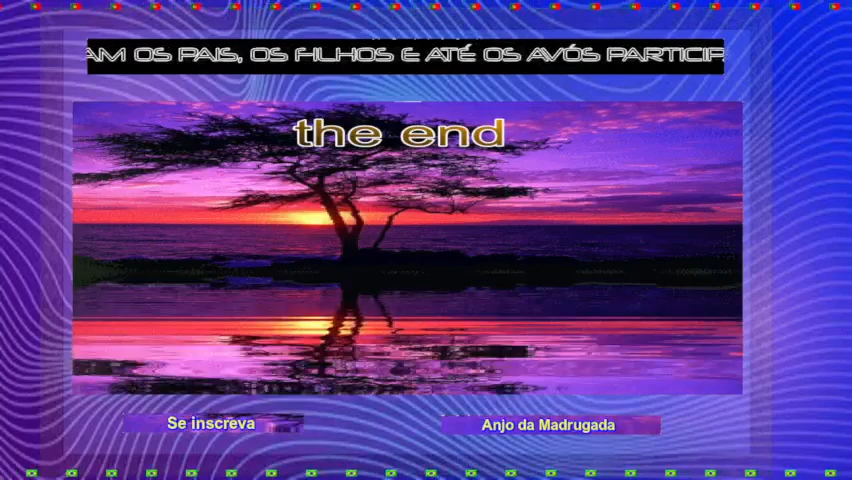 AM OS PAIS, OS FILHOS E ATÉ OS AVÓS PARTICIP
the end
Se inscreva
Anjo da Madrugada